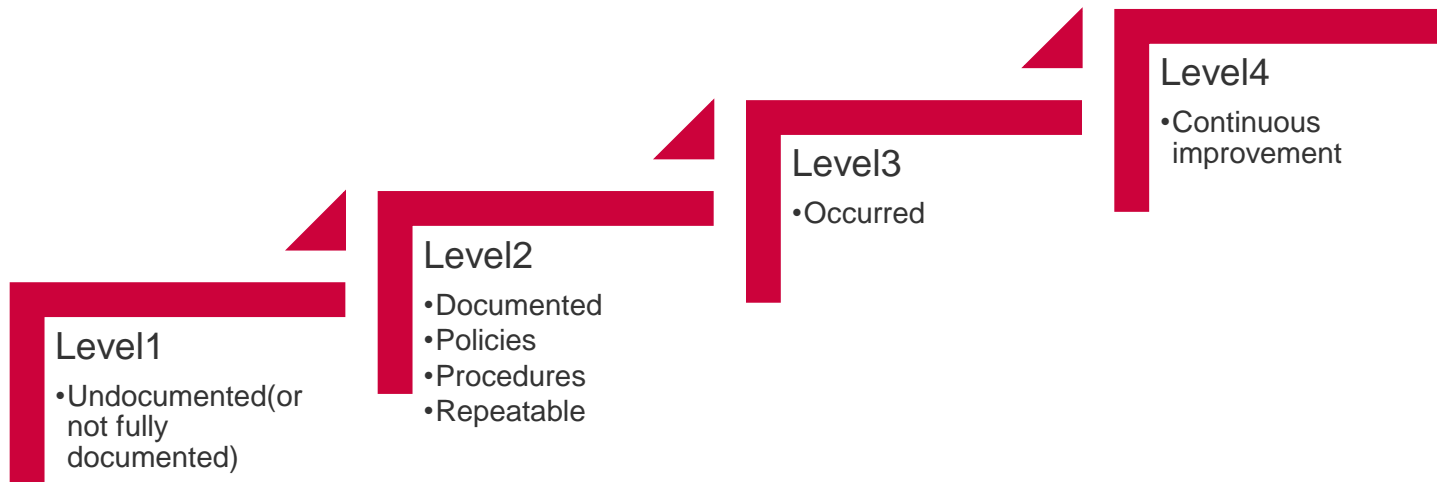 Level1
•Undocumented(or
not fully
documented)
Level2
•Documented
•Policies
•Procedures
•Repeatable
Level3
•Occurred
Level4
•Continuous
improvement